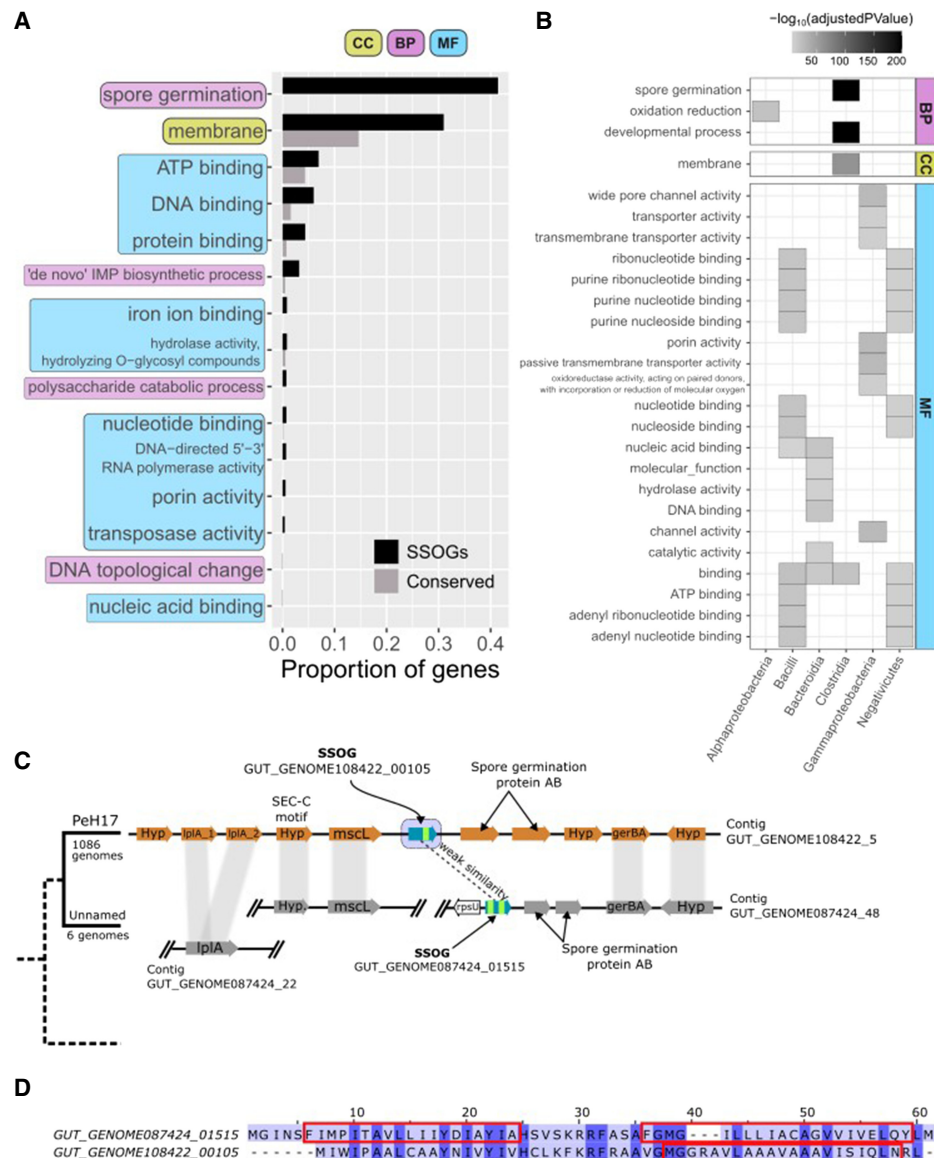 A
CC BP MF
spore germination
membrane
ATP binding
DNA binding
protein binding
'de novo' IMP biosynthetic process
iron ion binding
hydrolase activity,
hydrolyzing O−glycosyl compounds
polysaccharide catabolic process
nucleotide binding
DNA−directed 5'−3'
RNA polymerase activity
porin activity
transposase activity
DNA topological change
nucleic acid binding
SSOGs
Conserved
0.0 0.1 0.2 0.3 0.4
Proportion of genes
B
−log10(adjustedPValue)
50 100 150 200
spore germination
oxidation reduction
developmental process
BP
membrane
CC
wide pore channel activity
transporter activity
transmembrane transporter activity
ribonucleotide binding
purine ribonucleotide binding
purine nucleotide binding
purine nucleoside binding
porin activity
passive transmembrane transporter activity
oxidoreductase activity, acting on paired donors,
with incorporation or reduction of molecular oxygen
nucleotide binding
nucleoside binding
nucleic acid binding
molecular_function
hydrolase activity
DNA binding
channel activity
catalytic activity
binding
ATP binding
adenyl ribonucleotide binding
adenyl nucleotide binding
MF
Alphaproteobacteria
Bacilli
Bacteroidia
Clostridia
Gammaproteobacteria
Negativicutes
C
SSOG
GUT_GENOME108422_00105
Spore germination
protein AB
SEC-C
motif
PeH17
1086
genomes
Hyp lplA_1 lplA_2 Hyp mscL Hyp gerBA Hyp
Contig
GUT_GENOME108422_5
weak similarity
Unnamed
6 genomes
Hyp mscL rpsU gerBA Hyp
Contig
GUT_GENOME087424_48
lplA
Contig
GUT_GENOME087424_22
SSOG
GUT_GENOME087424_01515
Spore germination
protein AB
D
10 20 30 40 50 60
GUT_GENOME087424_01515 MGINSFIMPITAVLLIIYDIAYIAHSVSKRRFASAFGMG---ILLLIACAGVVIVELQYLM
GUT_GENOME108422_00105 ------MIWIPAALCAAYNIVYIVHCLKFKRRFAAVGMGGRAVLAAAVAAAVISIQLNRL-